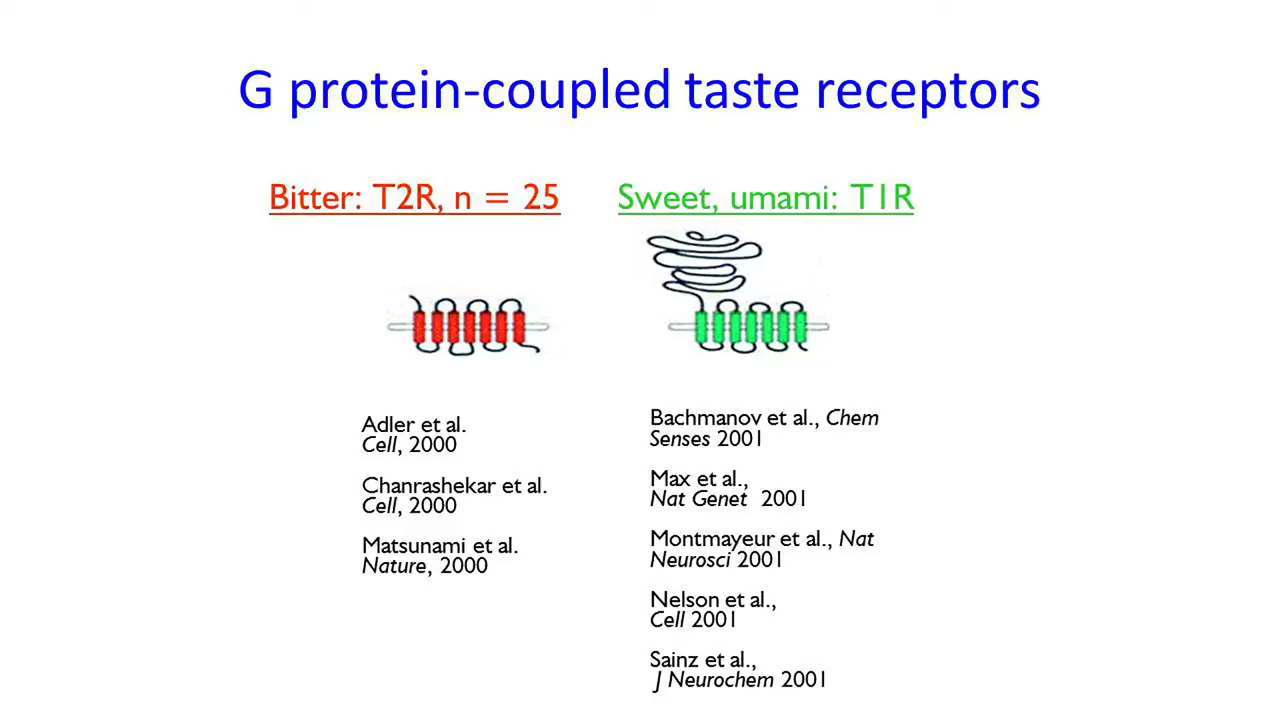 G protein-coupled taste receptors
Bitter: T2R, n = 25
Adler et al.
Cell, 2000
Chanrashekar et al.
Cell, 2000
Matsunami et al.
Nature, 2000
Sweet, umami: T1R
Bachmanov et al., Chem
Senses 2001
Max et al.,
Nat Genet 2001
Montmayeur et al., Nat
Neurosci 2001
Nelson et al.,
Cell 2001
Sainz et al.,
J Neurochem 2001